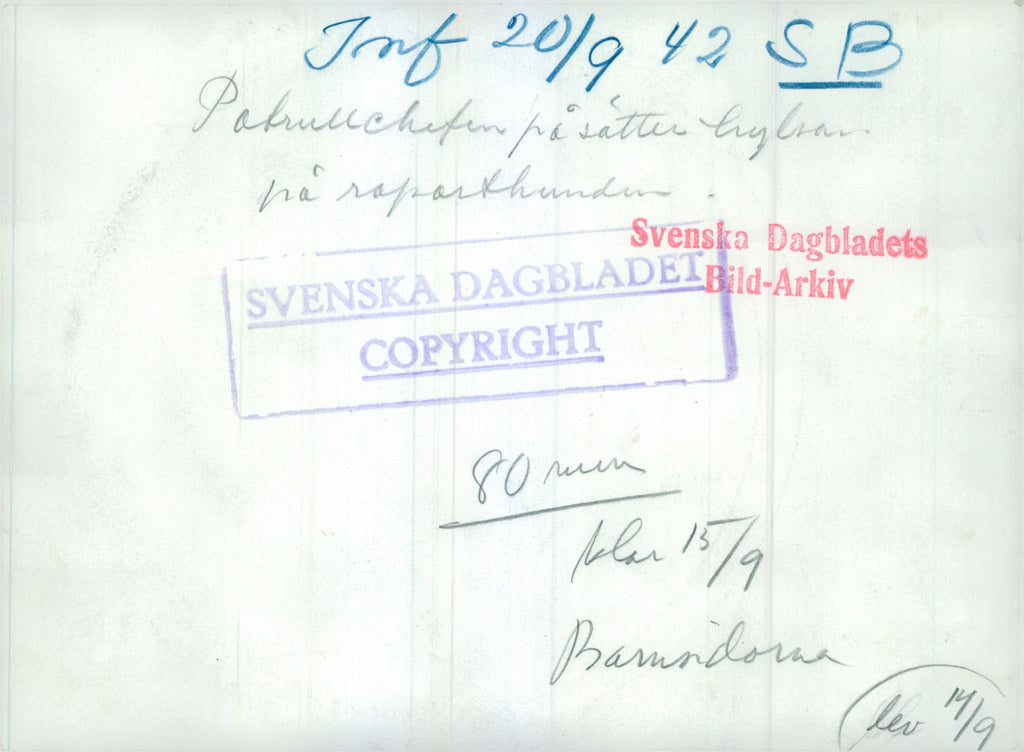 Inf 20/9 42 SB
Patrullchefen påsätter hylsan
på raporthunden.
Svenska Dagbladets
Bild-Arkiv
SVENSKA DAGBLADET
COPYRIGHT
80 mm
klar 15/9
Barnsidorna
lev 14/9